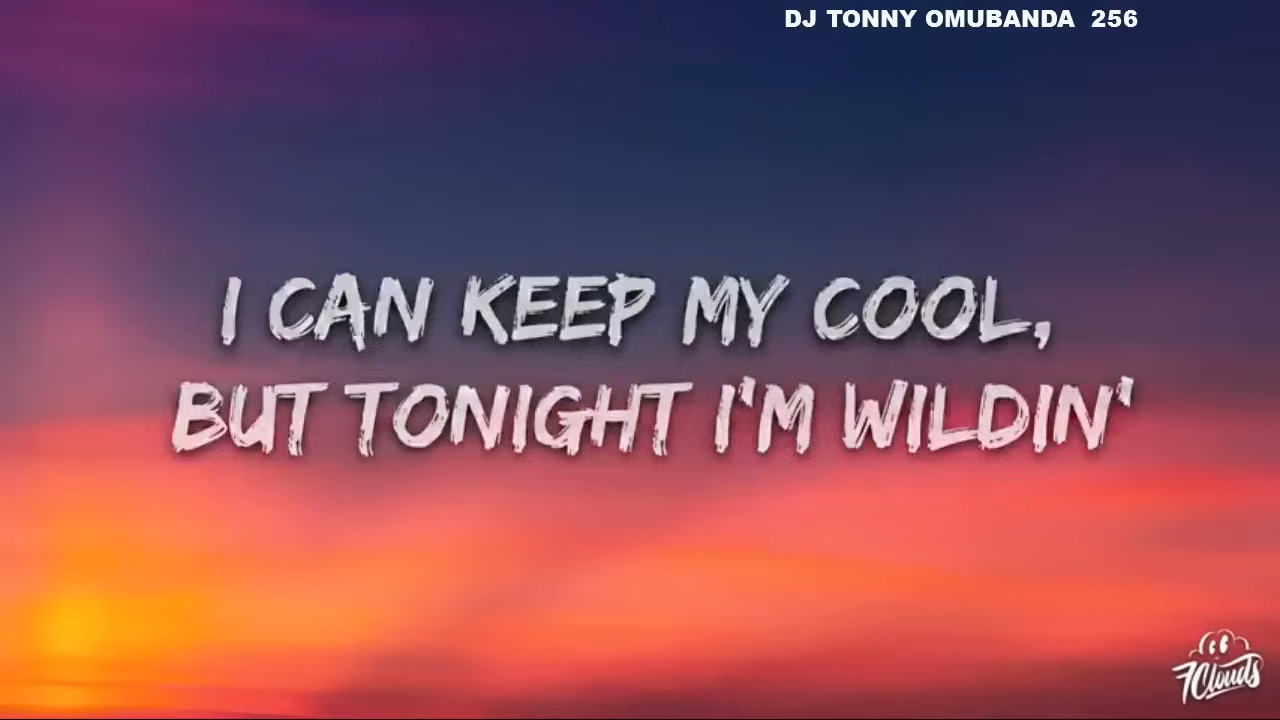 DJ TONNY OMUBANDA 256
I CAN KEEP MY COOL,
BUT TONIGHT I'M WILDIN'
7Clouds